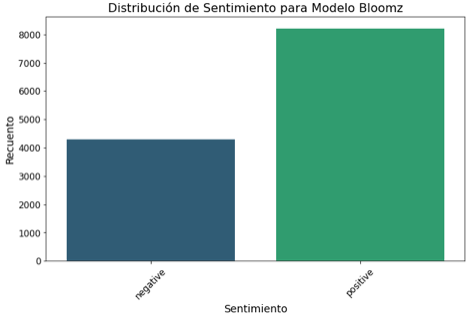 Distribución de Sentimiento para Modelo Bloomz
8000
7000
6000
5000
4000
3000
2000
1000
0
Recuento
negative
positive
Sentimiento